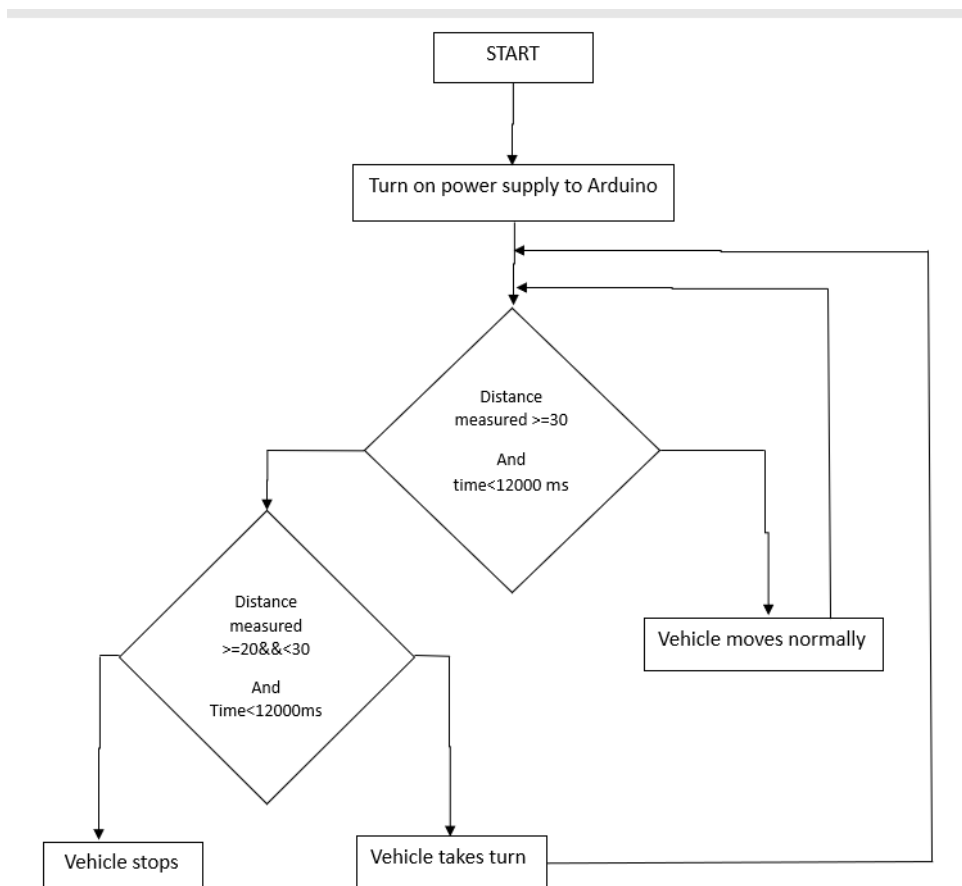 START
Turn on power supply to Arduino
Distance
measured >=30
And
time<12000 ms
Distance
measured
>=20&&<30
And
Time<12000ms
Vehicle moves normally
Vehicle stops
Vehicle takes turn